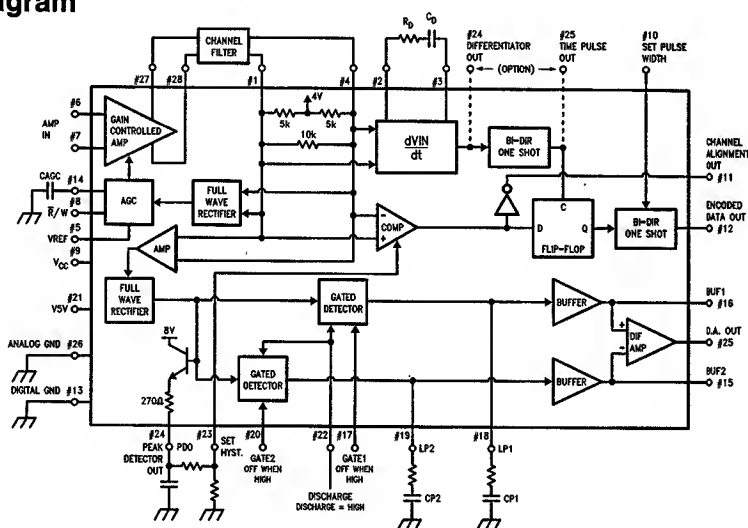 agram
CHANNEL
FILTER
RD
CD
#24
DIFFERENTIATOR
OUT
(OPTION)
#25
TIME PULSE
OUT
#10
SET PULSE
WIDTH
#27
#28
#1
#4
#2
#3
#6
AMP
IN
#7
GAIN
CONTROLLED
AMP
4V
5k
5k
10k
dVIN
dt
BI-DIR
ONE SHOT
CHANNEL
ALIGNMENT
OUT
#11
CAGC
#14
#8
R̅/W
AGC
FULL
WAVE
RECTIFIER
COMP
-
+
C
D
Q
FLIP-FLOP
BI-DIR
ONE SHOT
ENCODED
DATA OUT
#12
#5
VREF
#9
VCC
AMP
FULL
WAVE
RECTIFIER
#21
V5V
GATED
DETECTOR
BUFFER
BUF1
#16
ANALOG GND #26
8V
GATED
DETECTOR
+
-
DIF
AMP
D.A. OUT
#25
BUFFER
BUF2
#15
DIGITAL GND #13
270Ω
#24
PEAK
DETECTOR
OUT
PDO
#23
SET
HYST.
#20
GATE2
OFF WHEN
HIGH
#22
DISCHARGE
DISCHARGE = HIGH
#17
GATE1
OFF WHEN
HIGH
#19
LP2
CP2
#18
LP1
CP1